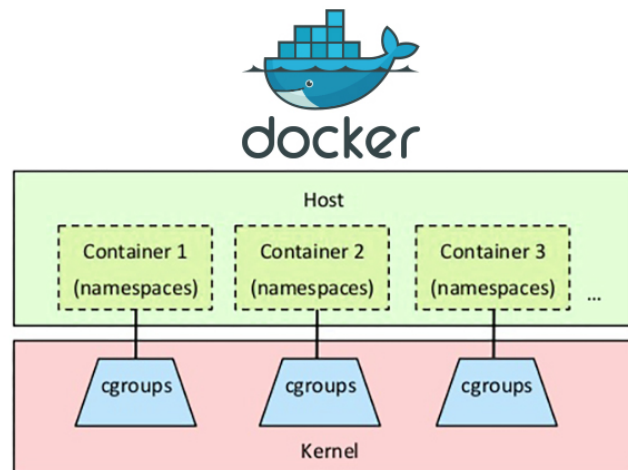 docker
Host
Container 1 Container 2 Container 3
(namespaces) (namespaces) (namespaces) ...
cgroups cgroups cgroups
Kernel